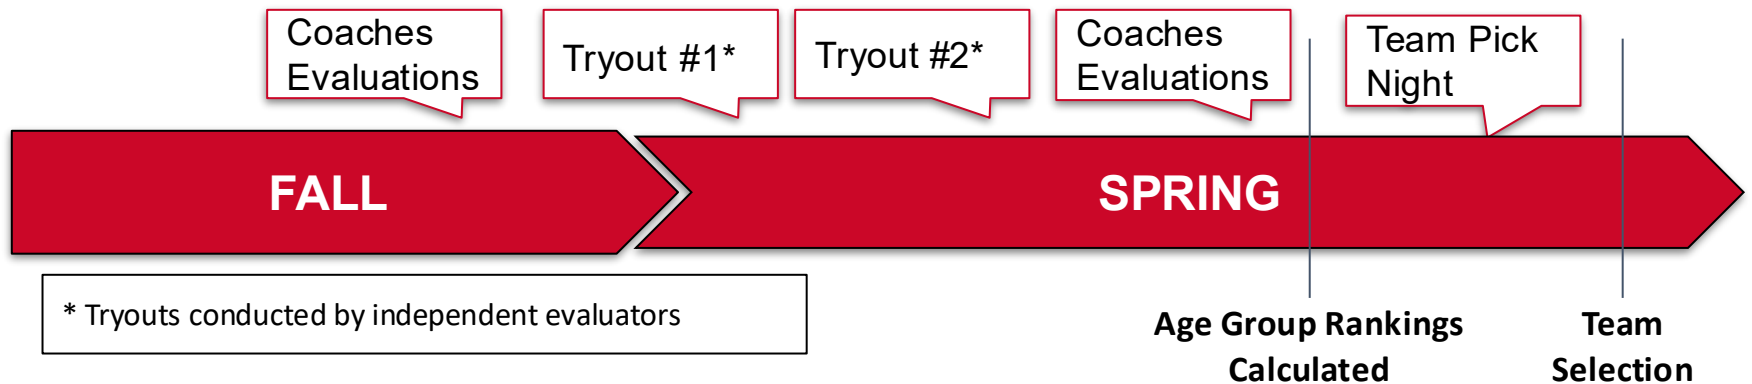 Coaches
Evaluations
Tryout #1*
Tryout #2*
Coaches
Evaluations
Team Pick
Night
FALL
SPRING
* Tryouts conducted by independent evaluators
Age Group Rankings
Calculated
Team
Selection